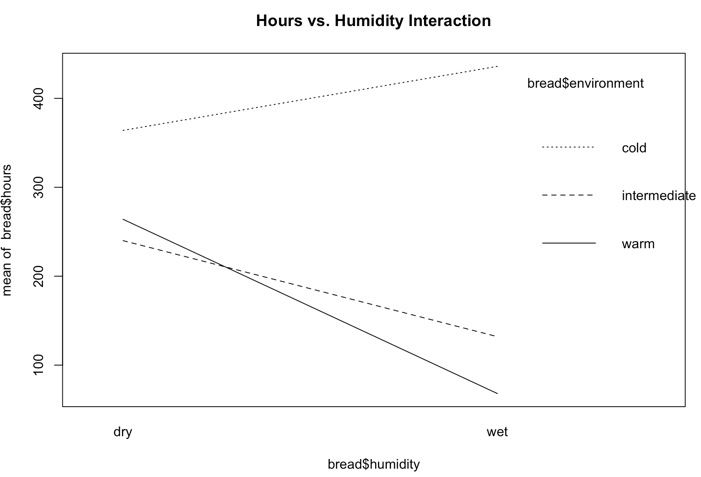 Hours vs. Humidity Interaction
mean of  bread$hours
400
300
200
100
bread$environment
cold
intermediate
warm
dry
wet
bread$humidity